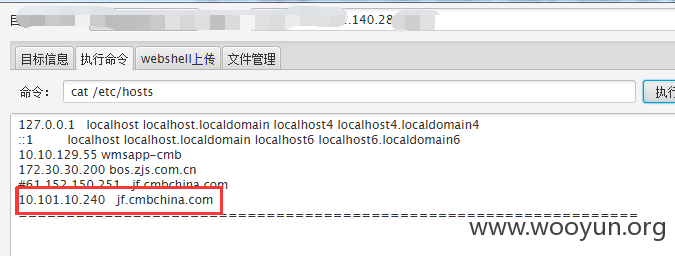 目
.140.28
目标信息 执行命令 webshell上传 文件管理
命令: cat /etc/hosts 执行
127.0.0.1 localhost localhost.localdomain localhost4 localhost4.localdomain4
::1 localhost localhost.localdomain localhost6 localhost6.localdomain6
10.10.129.55 wmsapp-cmb
172.30.30.200 bos.zjs.com.cn
#61.152.150.251 jf.cmbchina.com
10.101.10.240 jf.cmbchina.com
www.wooyun.org